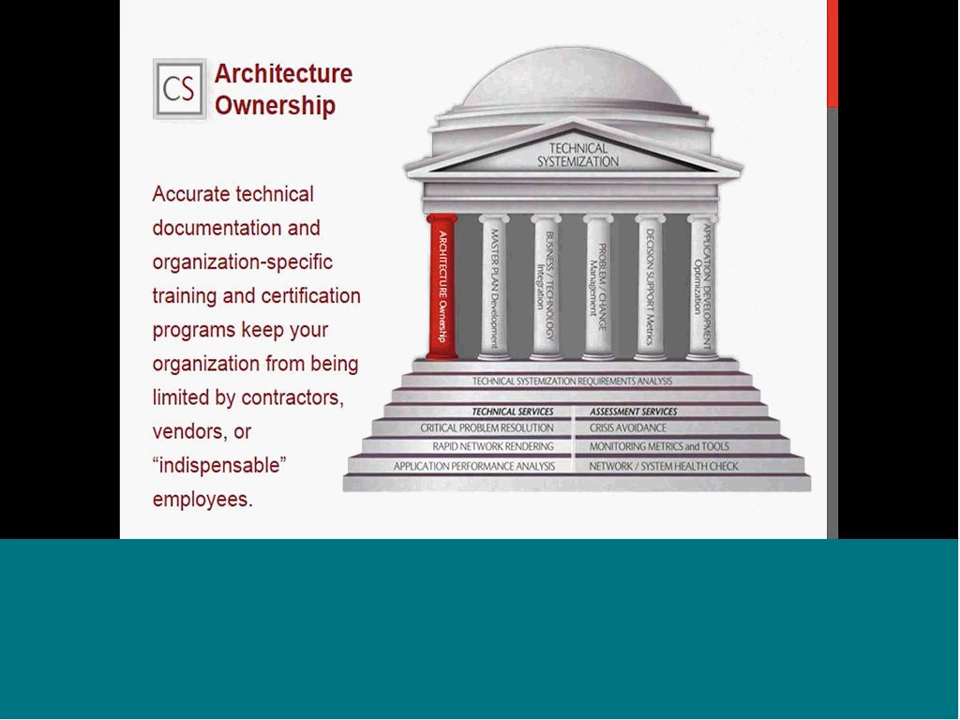 CS
Architecture
Ownership
Accurate technical
documentation and
organization-specific
training and certification
programs keep your
organization from being
limited by contractors,
vendors, or
“indispensable”
employees.
TECHNICAL
SYSTEMIZATION
ARCHITECTURE Ownership
MASTER PLAN Development
BUSINESS / TECHNOLOGY
Integration
PROBLEM / CHANGE
Management
DECISION SUPPORT Metrics
APPLICATION DEVELOPMENT
Optimization
TECHNICAL SYSTEMIZATION REQUIREMENTS ANALYSIS
TECHNICAL SERVICES
CRITICAL PROBLEM RESOLUTION
RAPID NETWORK RENDERING
APPLICATION PERFORMANCE ANALYSIS
ASSESSMENT SERVICES
CRISIS AVOIDANCE
MONITORING METRICS and TOOLS
NETWORK / SYSTEM HEALTH CHECK